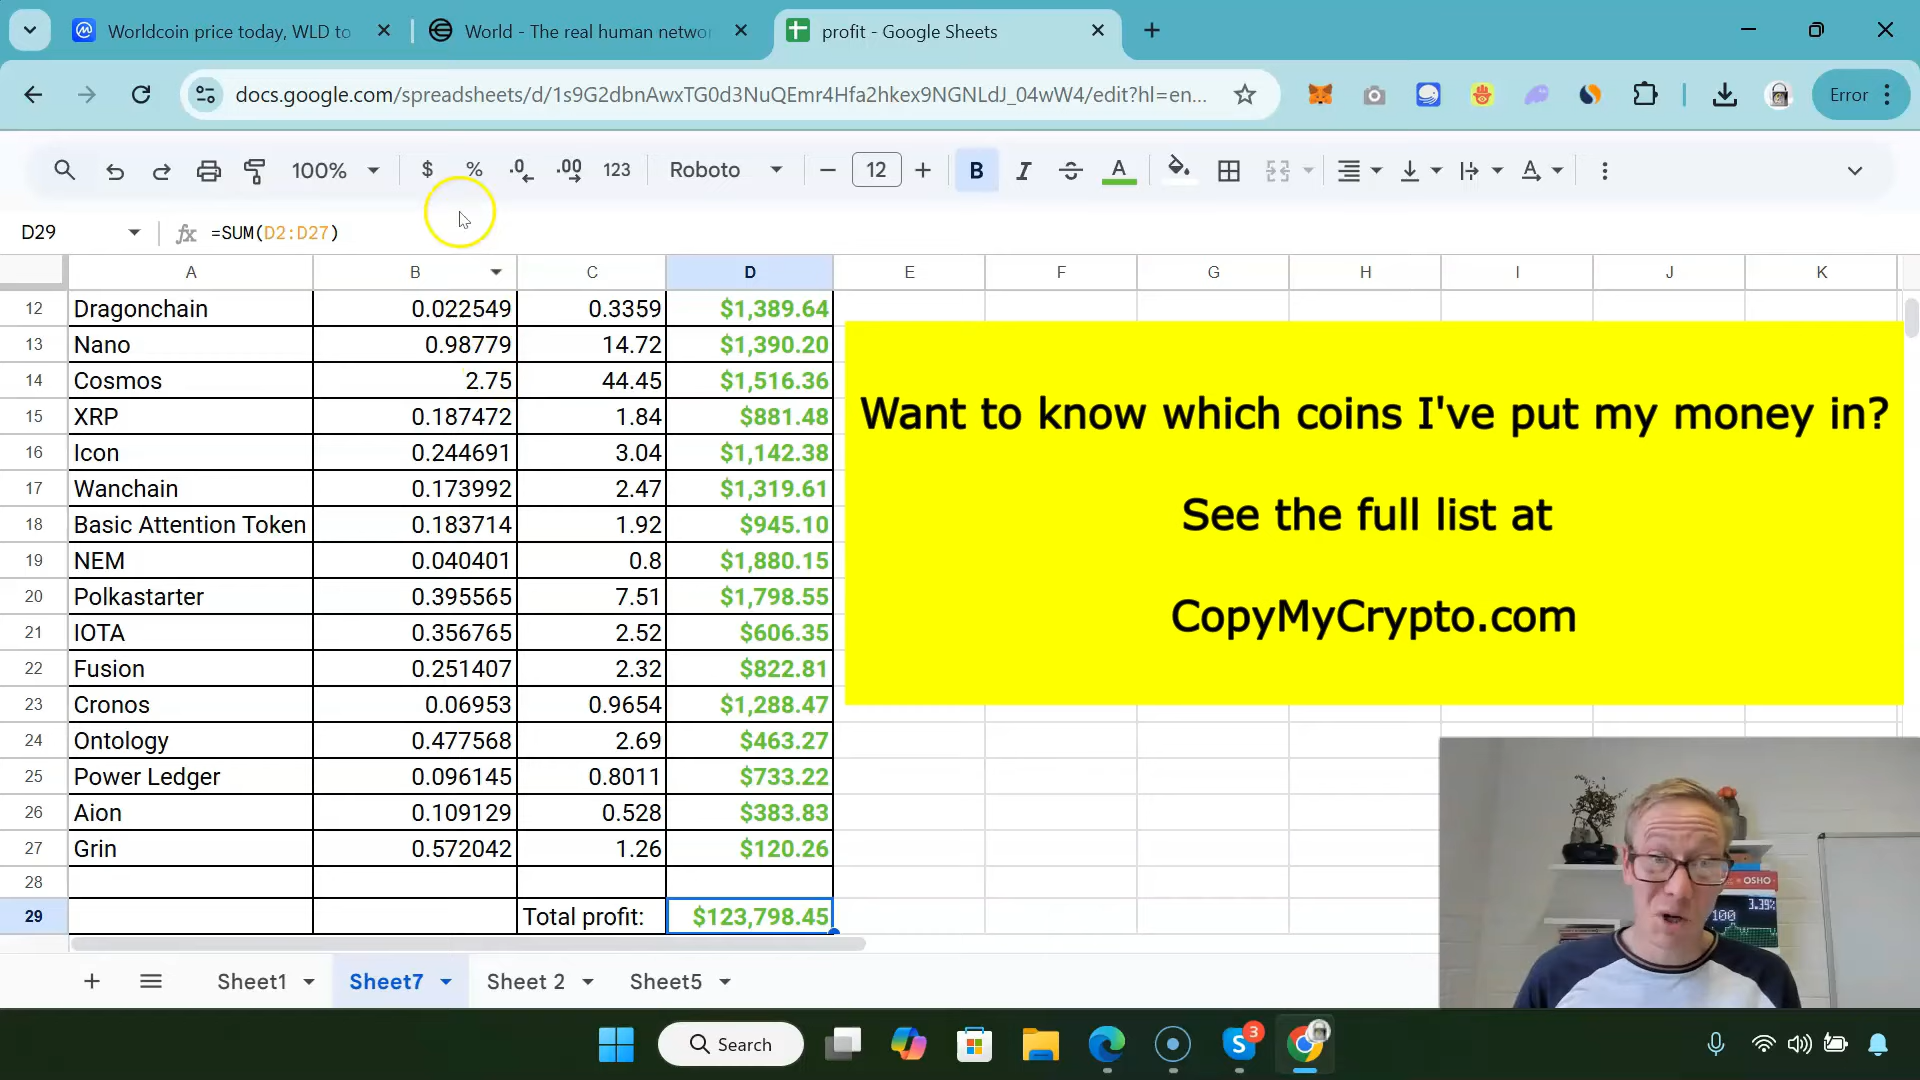 Worldcoin price today, WLD to
World - The real human networ
profit - Google Sheets
docs.google.com/spreadsheets/d/1s9G2dbnAwxTG0d3NuQEmr4Hfa2hkex9NGNLdJ_04wW4/edit?hl=en...
Error
100% $ % .0 .00 123 Roboto 12 B I A A
D29 fx =SUM(D2:D27)
A B C D E F G H I J K
12 Dragonchain 0.022549 0.3359 $1,389.64
13 Nano 0.98779 14.72 $1,390.20
14 Cosmos 2.75 44.45 $1,516.36
15 XRP 0.187472 1.84 $881.48
16 Icon 0.244691 3.04 $1,142.38
17 Wanchain 0.173992 2.47 $1,319.61
18 Basic Attention Token 0.183714 1.92 $945.10
19 NEM 0.040401 0.8 $1,880.15
20 Polkastarter 0.395565 7.51 $1,798.55
21 IOTA 0.356765 2.52 $606.35
22 Fusion 0.251407 2.32 $822.81
23 Cronos 0.06953 0.9654 $1,288.47
24 Ontology 0.477568 2.69 $463.27
25 Power Ledger 0.096145 0.8011 $733.22
26 Aion 0.109129 0.528 $383.83
27 Grin 0.572042 1.26 $120.26
28
29 Total profit: $123,798.45
Want to know which coins I've put my money in?
See the full list at
CopyMyCrypto.com
OSHO
3.39%
100
Sheet1 Sheet7 Sheet 2 Sheet5
Search
S 3